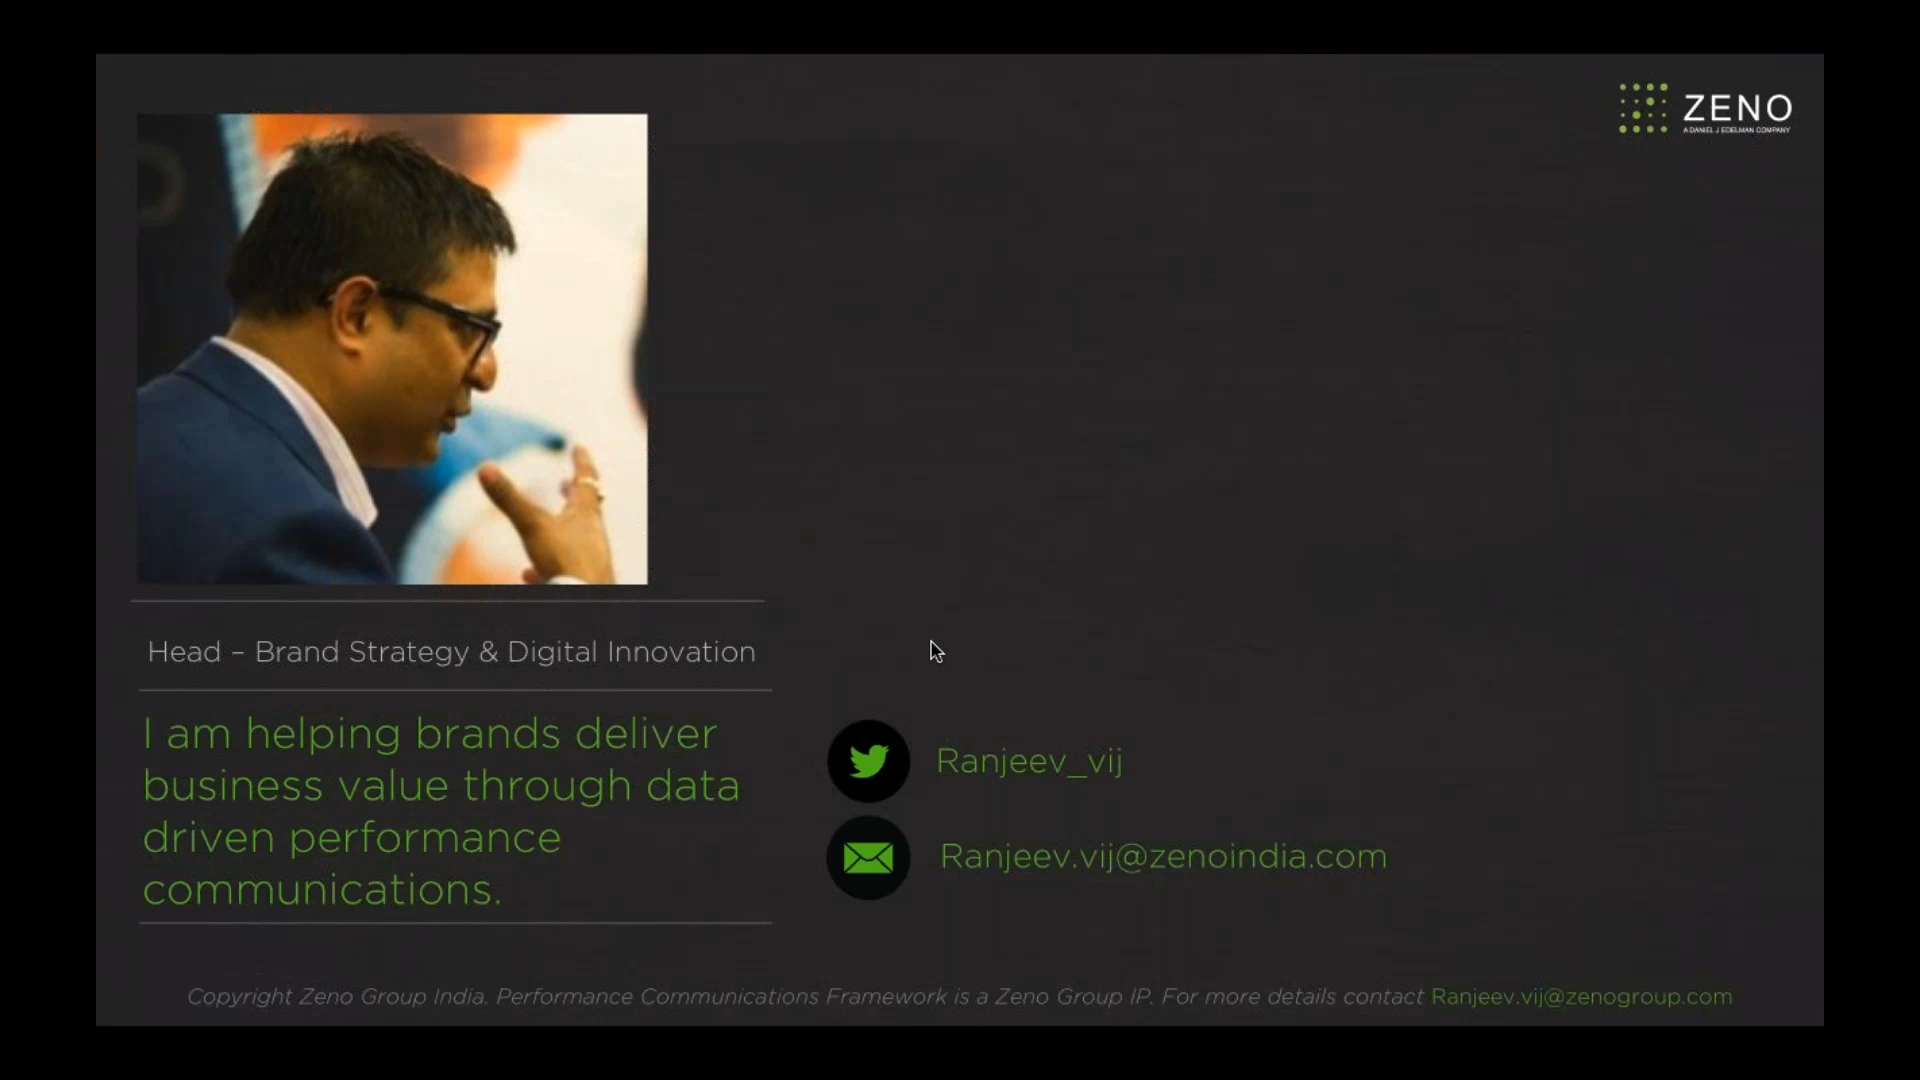 ZENO
A DANIEL J EDELMAN COMPANY
Head – Brand Strategy & Digital Innovation
I am helping brands deliver
business value through data
driven performance
communications.
Ranjeev_vij
Ranjeev.vij@zenoindia.com
Copyright Zeno Group India. Performance Communications Framework is a Zeno Group IP. For more details contact Ranjeev.vij@zenogroup.com